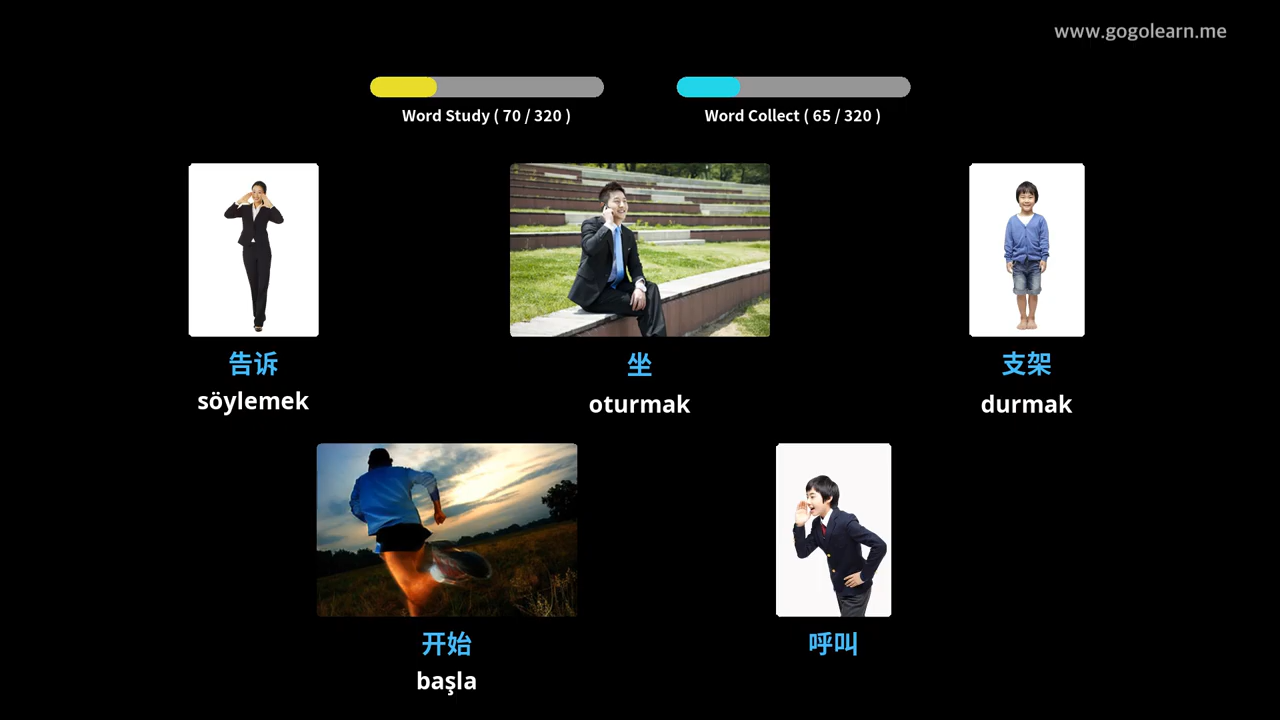 www.gogolearn.me
Word Study ( 70 / 320 )
Word Collect ( 65 / 320 )
告诉
söylemek
坐
oturmak
支架
durmak
开始
başla
呼叫